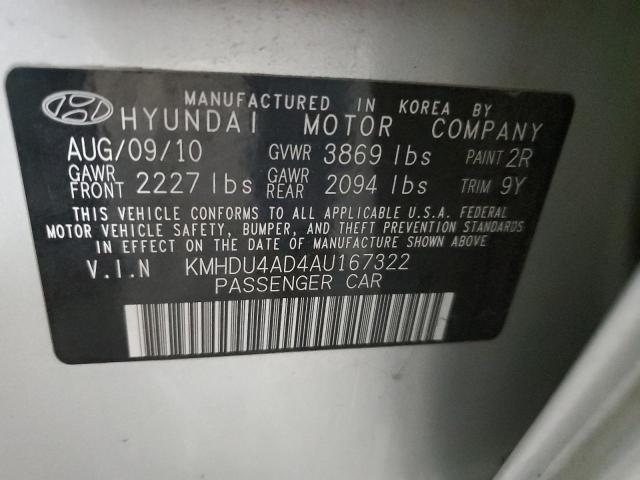 MANUFACTURED IN KOREA BY
HYUNDAI MOTOR COMPANY
AUG/09/10 GVWR 3869 lbs PAINT 2R
GAWR FRONT 2227 lbs GAWR REAR 2094 lbs TRIM 9Y
THIS VEHICLE CONFORMS TO ALL APPLICABLE U.S.A. FEDERAL
MOTOR VEHICLE SAFETY, BUMPER, AND THEFT PREVENTION STANDARDS
IN EFFECT ON THE DATE OF MANUFACTURE SHOWN ABOVE.
V.I.N KMHDU4AD4AU167322
PASSENGER CAR